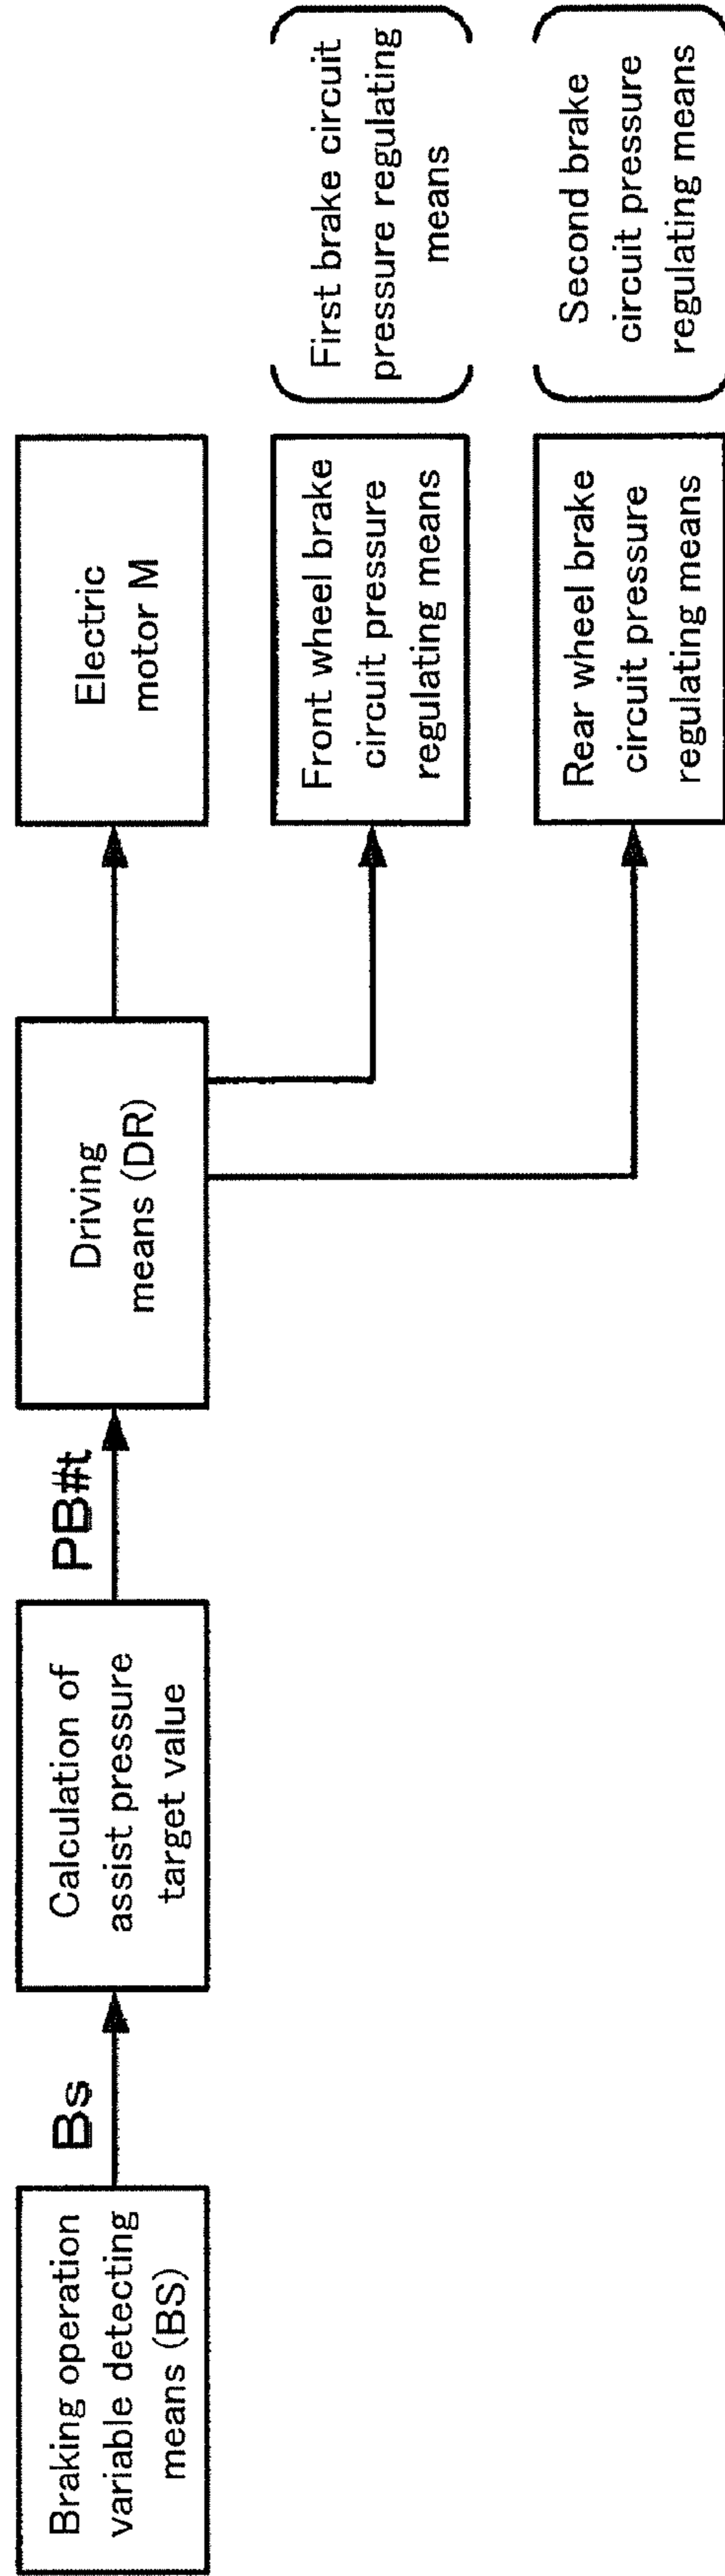 Braking operation
variable detecting
means (BS)
Bs
Calculation of
assist pressure
target value
PB#t
Driving
means (DR)
Electric
motor M
Front wheel brake
circuit pressure
regulating means
First brake circuit
pressure regulating
means
Rear wheel brake
circuit pressure
regulating means
Second brake
circuit pressure
regulating means